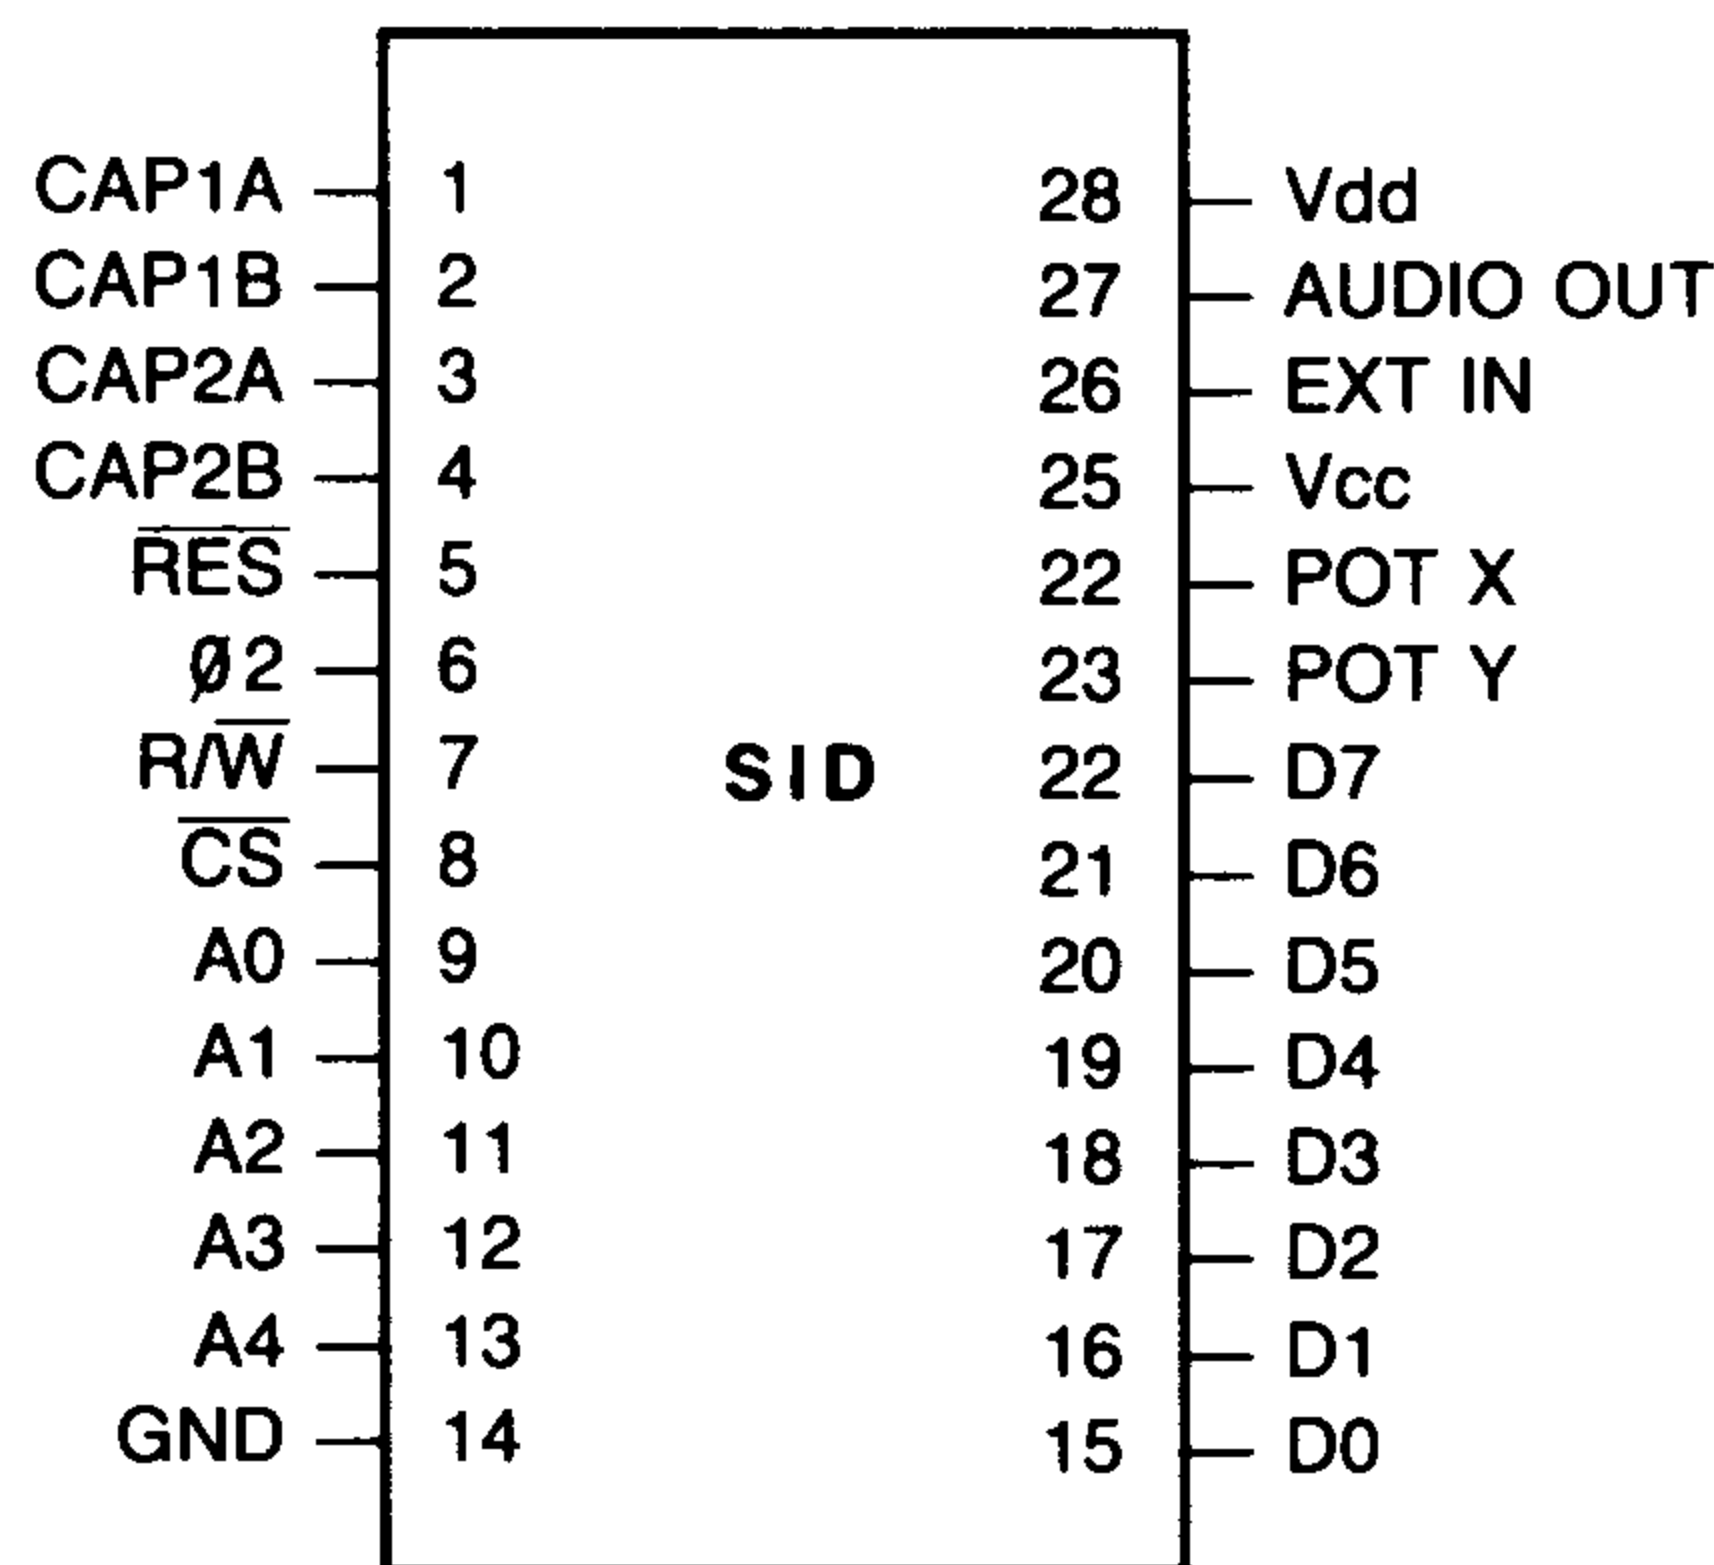 CAP1A 1 28 Vdd
CAP1B 2 27 AUDIO OUT
CAP2A 3 26 EXT IN
CAP2B 4 25 Vcc
R̅E̅S̅ 5 22 POT X
Ø2 6 23 POT Y
R/W̅ 7 SID 22 D7
C̅S̅ 8 21 D6
A0 9 20 D5
A1 10 19 D4
A2 11 18 D3
A3 12 17 D2
A4 13 16 D1
GND 14 15 D0